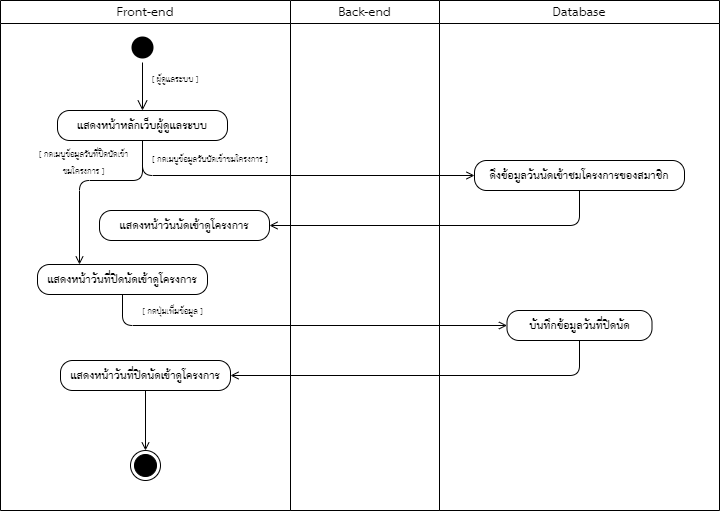 Front-end
Back-end
Database
[ ผู้ดูแลระบบ ]
แสดงหน้าหลักเว็บผู้ดูแลระบบ
[ กดเมนูข้อมูลวันที่ปิดนัดเข้า
ชมโครงการ ]
[ กดเมนูข้อมูลวันนัดเข้าชมโครงการ ]
ดึงข้อมูลวันนัดเข้าชมโครงการของสมาชิก
แสดงหน้าวันนัดเข้าดูโครงการ
แสดงหน้าวันที่ปิดนัดเข้าดูโครงการ
[ กดปุ่มเพิ่มข้อมูล ]
บันทึกข้อมูลวันที่ปิดนัด
แสดงหน้าวันที่ปิดนัดเข้าดูโครงการ